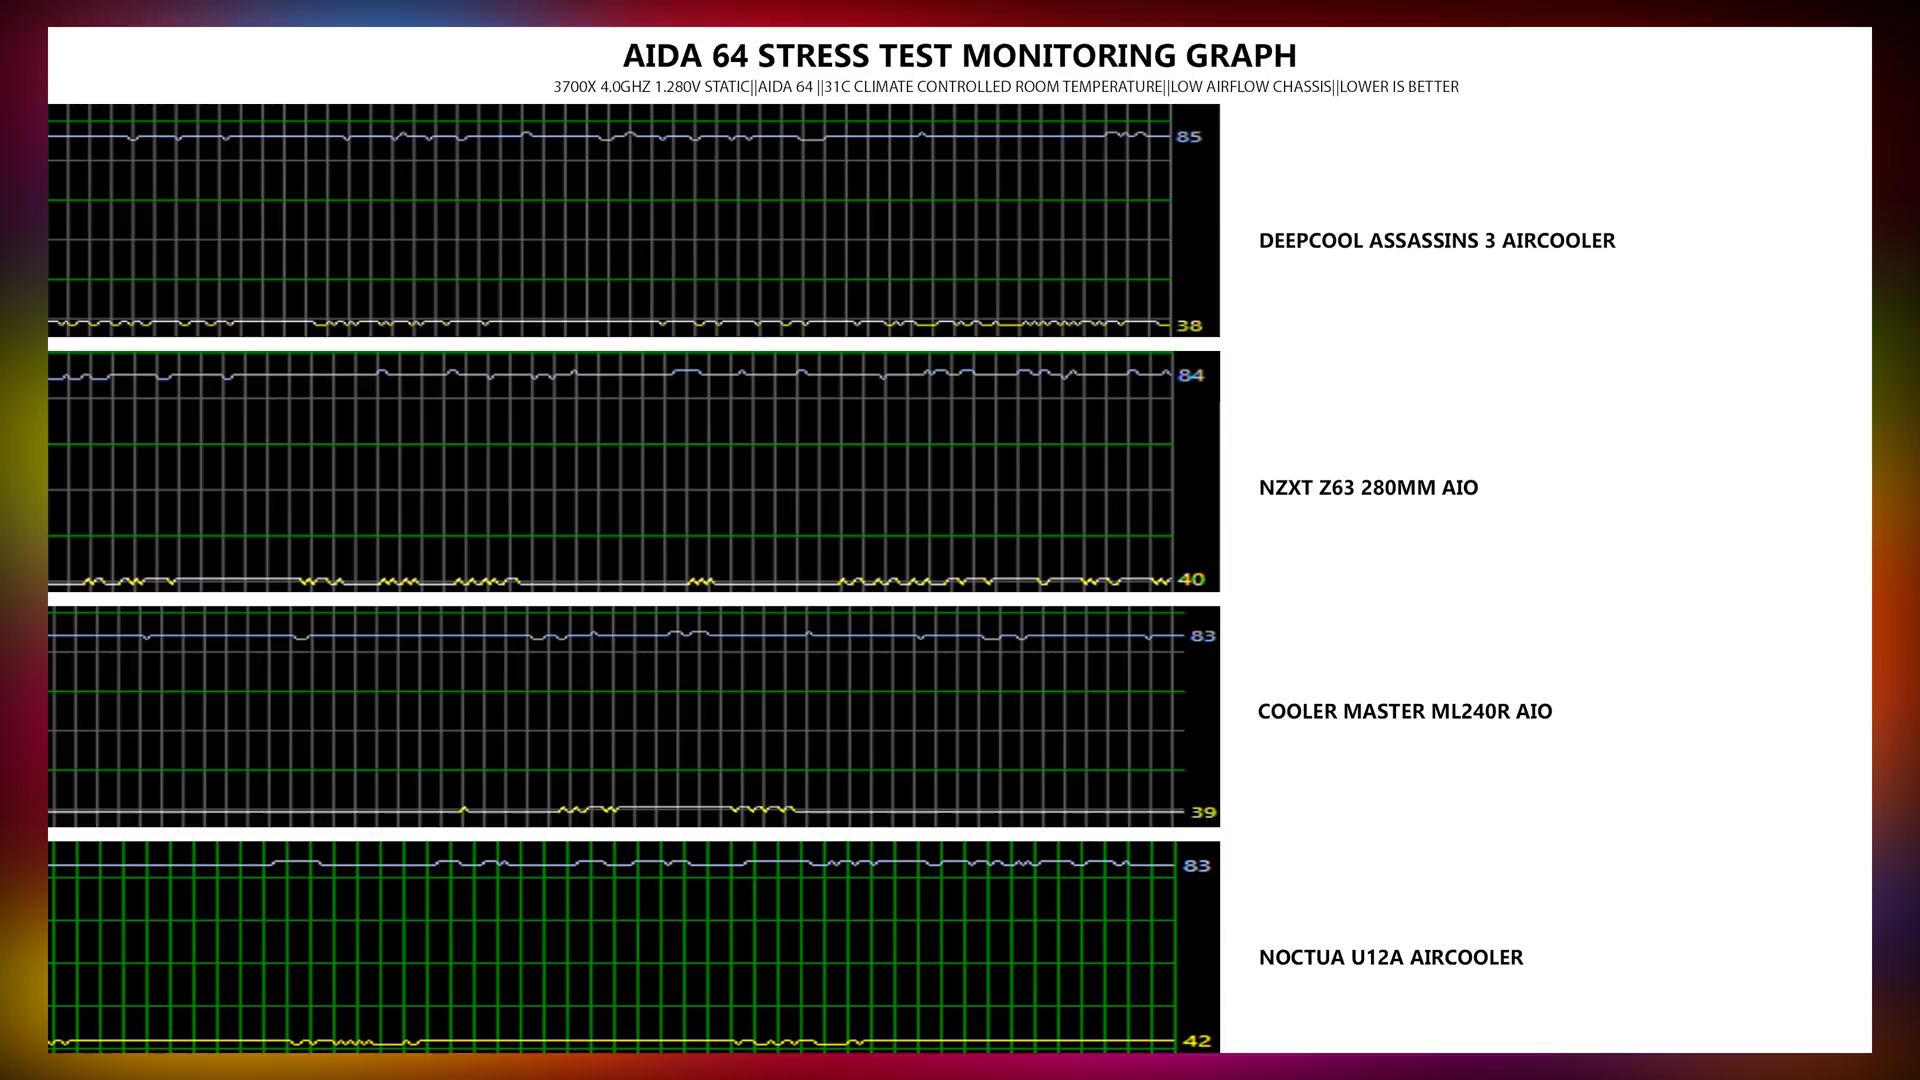 AIDA 64 STRESS TEST MONITORING GRAPH
3700X 4.0GHZ 1.280V STATIC||AIDA 64 ||31C CLIMATE CONTROLLED ROOM TEMPERATURE||LOW AIRFLOW CHASSIS||LOWER IS BETTER
85
DEEPCOOL ASSASSINS 3 AIRCOOLER
38
84
NZXT Z63 280MM AIO
40
83
COOLER MASTER ML240R AIO
39
83
NOCTUA U12A AIRCOOLER
42